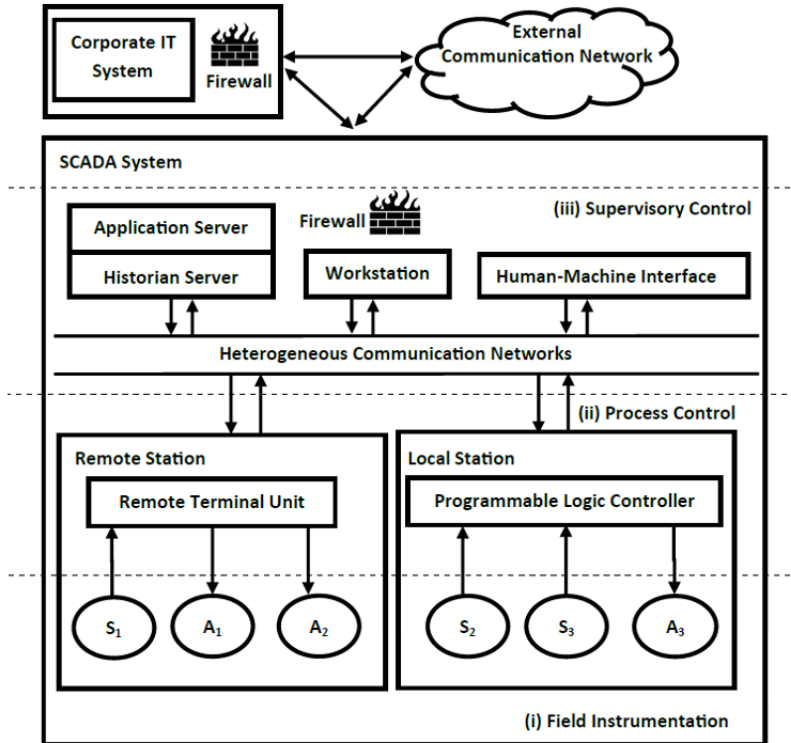 Corporate IT
System
Firewall
External
Communication Network
SCADA System
(iii) Supervisory Control
Application Server
Historian Server
Firewall
Workstation
Human-Machine Interface
Heterogeneous Communication Networks
(ii) Process Control
Remote Station
Remote Terminal Unit
S₁
A₁
A₂
Local Station
Programmable Logic Controller
S₂
S₃
A₃
(i) Field Instrumentation